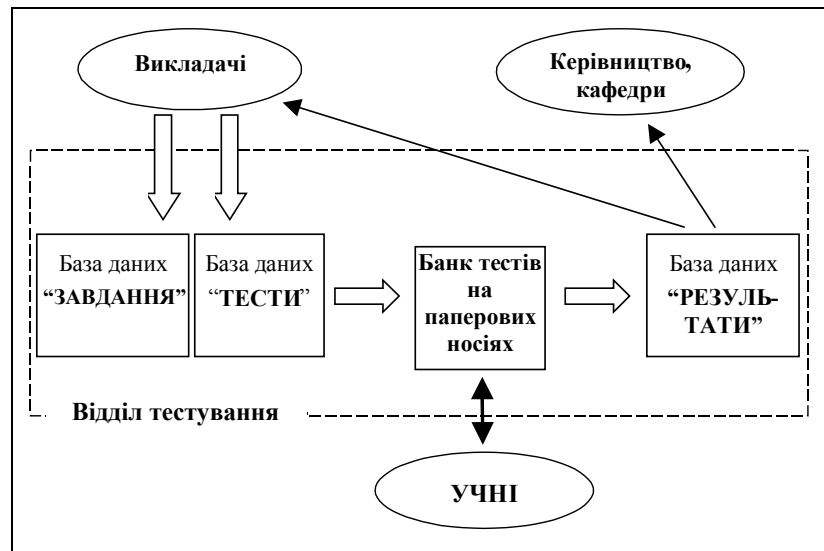 Викладачі
Керівництво,
кафедри
База даних
“ЗАВДАННЯ”
База даних
“ТЕСТИ”
Банк тестів
на
паперових
носіях
База даних
“РЕЗУЛЬ-
ТАТИ”
Відділ тестування
УЧНІ